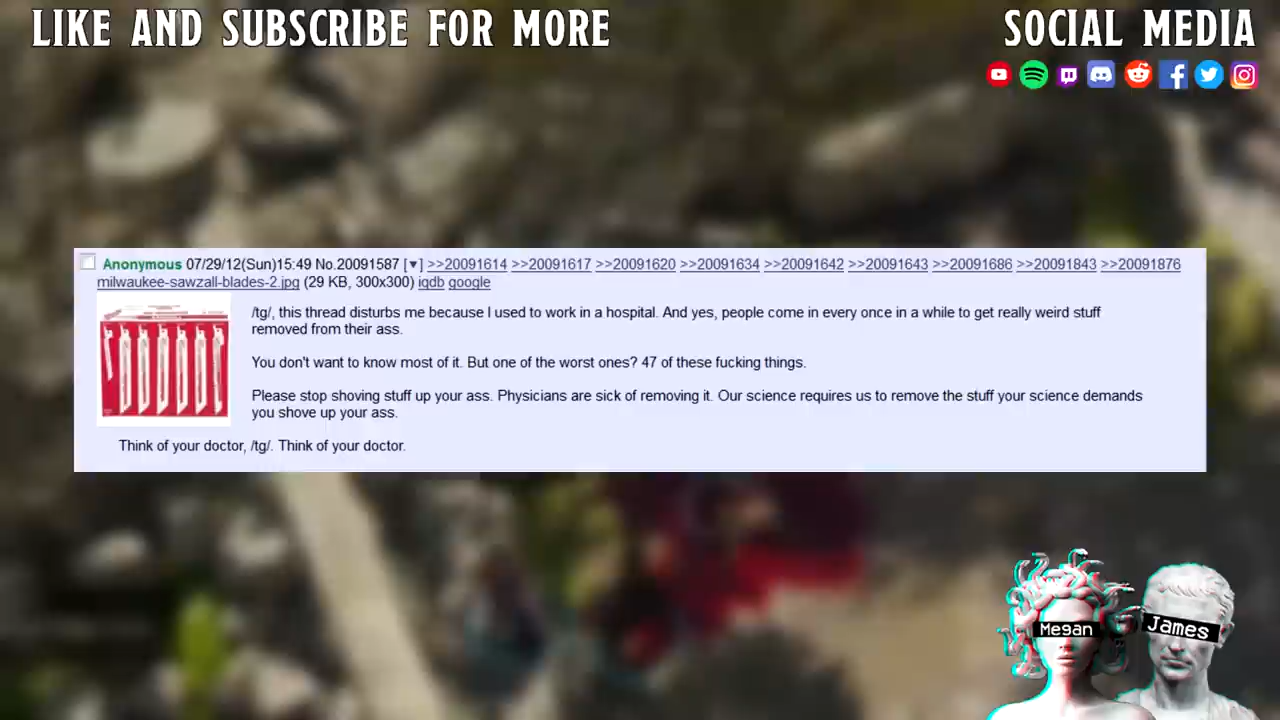 LIKE AND SUBSCRIBE FOR MORE
SOCIAL MEDIA
Anonymous 07/29/12(Sun)15:49 No.20091587 [▼] >>20091614 >>20091617 >>20091620 >>20091634 >>20091642 >>20091643 >>20091686 >>20091843 >>20091876
milwaukee-sawzall-blades-2.jpg (29 KB, 300x300) iqdb google
/tg/, this thread disturbs me because I used to work in a hospital. And yes, people come in every once in a while to get really weird stuff
removed from their ass.
You don't want to know most of it. But one of the worst ones? 47 of these fucking things.
Please stop shoving stuff up your ass. Physicians are sick of removing it. Our science requires us to remove the stuff your science demands
you shove up your ass.
Think of your doctor, /tg/. Think of your doctor.
Megan
James